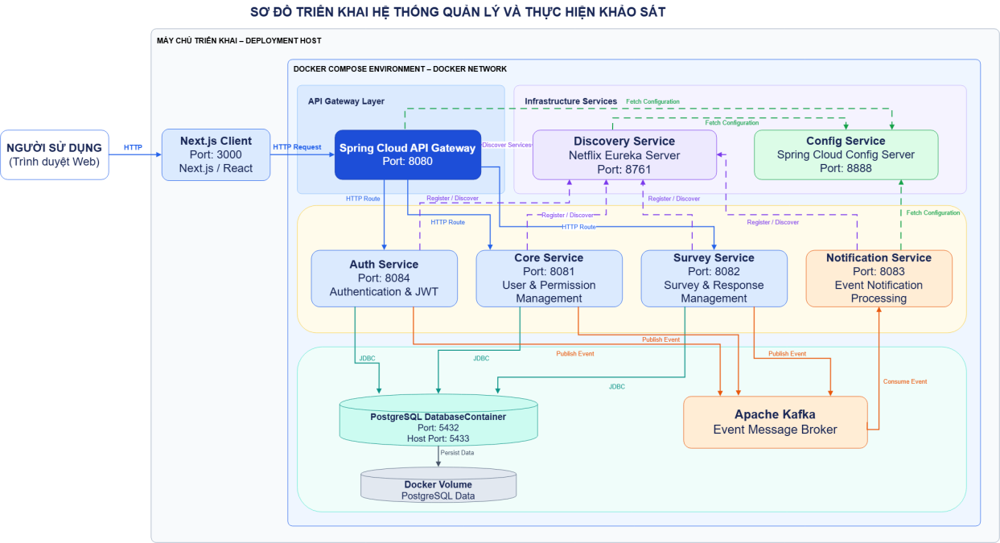 SƠ ĐỒ TRIỂN KHAI HỆ THỐNG QUẢN LÝ VÀ THỰC HIỆN KHẢO SÁT
MÁY CHỦ TRIỂN KHAI – DEPLOYMENT HOST
DOCKER COMPOSE ENVIRONMENT – DOCKER NETWORK
API Gateway Layer
Infrastructure Services
Fetch Configuration
Fetch Configuration
NGƯỜI SỬ DỤNG
(Trình duyệt Web)
HTTP
Next.js Client
Port: 3000
Next.js / React
HTTP Request
Spring Cloud API Gateway
Port: 8080
Discover Services
Discovery Service
Netflix Eureka Server
Port: 8761
Config Service
Spring Cloud Config Server
Port: 8888
HTTP Route
Register / Discover
Register / Discover
HTTP Route
Register / Discover
HTTP Route
Register / Discover
Fetch Configuration
Auth Service
Port: 8084
Authentication & JWT
Core Service
Port: 8081
User & Permission
Management
Survey Service
Port: 8082
Survey & Response
Management
Notification Service
Port: 8083
Event Notification
Processing
JDBC
JDBC
Publish Event
Publish Event
JDBC
Publish Event
Consume Event
PostgreSQL DatabaseContainer
Port: 5432
Host Port: 5433
Apache Kafka
Event Message Broker
Persist Data
Docker Volume
PostgreSQL Data